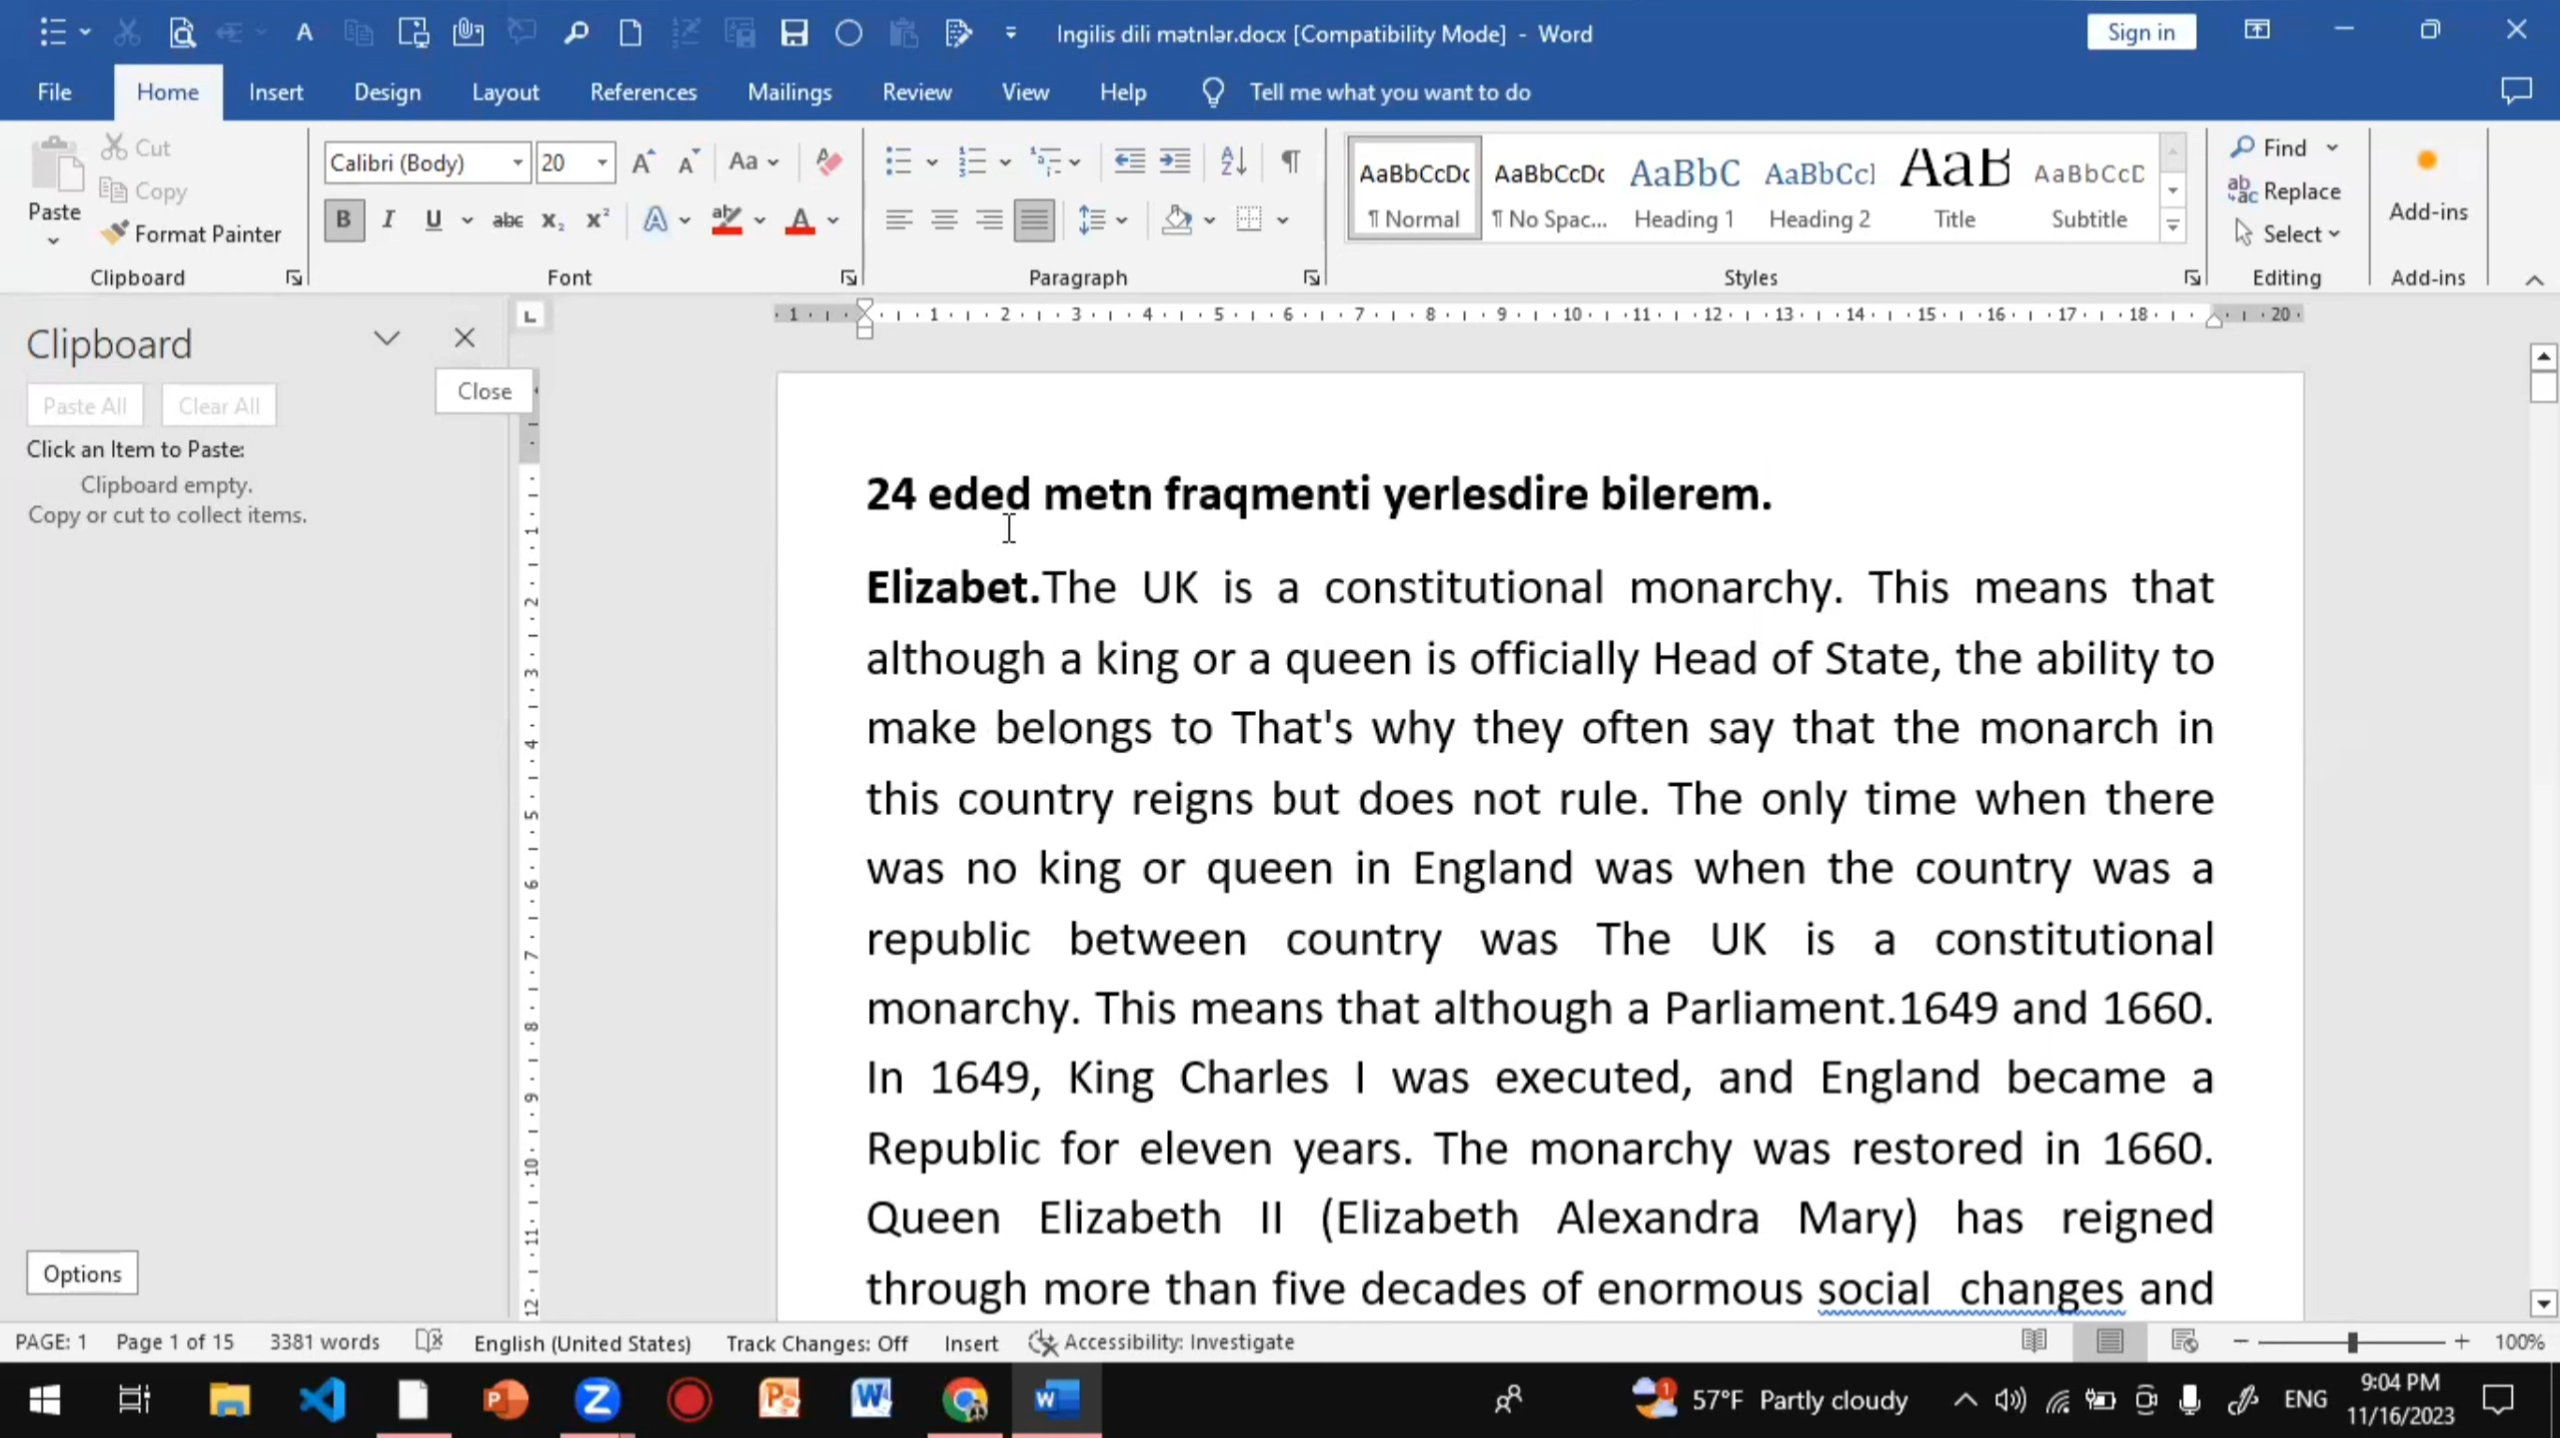 Ingilis dili mətnlər.docx [Compatibility Mode] - Word
Sign in
File Home Insert Design Layout References Mailings Review View Help Tell me what you want to do
Paste
Cut
Copy
Format Painter
Clipboard
Calibri (Body) 20
Font
Paragraph
AaBbCcDc ¶ Normal
AaBbCcDc ¶ No Spac...
AaBbC Heading 1
AaBbCcl Heading 2
AaB Title
AaBbCcD Subtitle
Styles
Find
Replace
Select
Editing
Add-ins
Add-ins
Clipboard
Close
Paste All Clear All
Click an Item to Paste:
Clipboard empty.
Copy or cut to collect items.
Options
24 eded metn fraqmenti yerlesdire bilerem.
Elizabet.The UK is a constitutional monarchy. This means that
although a king or a queen is officially Head of State, the ability to
make belongs to That's why they often say that the monarch in
this country reigns but does not rule. The only time when there
was no king or queen in England was when the country was a
republic between country was The UK is a constitutional
monarchy. This means that although a Parliament.1649 and 1660.
In 1649, King Charles I was executed, and England became a
Republic for eleven years. The monarchy was restored in 1660.
Queen Elizabeth II (Elizabeth Alexandra Mary) has reigned
through more than five decades of enormous social changes and
PAGE: 1 Page 1 of 15 3381 words English (United States) Track Changes: Off Insert Accessibility: Investigate 100%
57°F Partly cloudy ENG
9:04 PM
11/16/2023